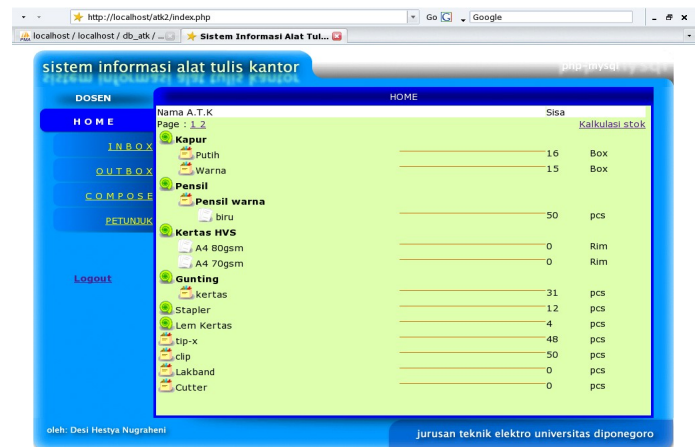 http://localhost/atk2/index.php
Go
Google
localhost / localhost / db_atk / ...
Sistem Informasi Alat Tul...
sistem informasi alat tulis kantor
php-mysql
DOSEN
HOME
H O M E
I N B O X
O U T B O X
C O M P O S E
PETUNJUK
Logout
Nama A.T.K Sisa
Page : 1 2 Kalkulasi stok
Kapur
Putih 16 Box
Warna 15 Box
Pensil
Pensil warna
biru 50 pcs
Kertas HVS
A4 80gsm 0 Rim
A4 70gsm 0 Rim
Gunting
kertas 31 pcs
Stapler 12 pcs
Lem Kertas 4 pcs
tip-x 48 pcs
clip 50 pcs
Lakband 0 pcs
Cutter 0 pcs
oleh: Desi Hestya Nugraheni
jurusan teknik elektro universitas diponegoro